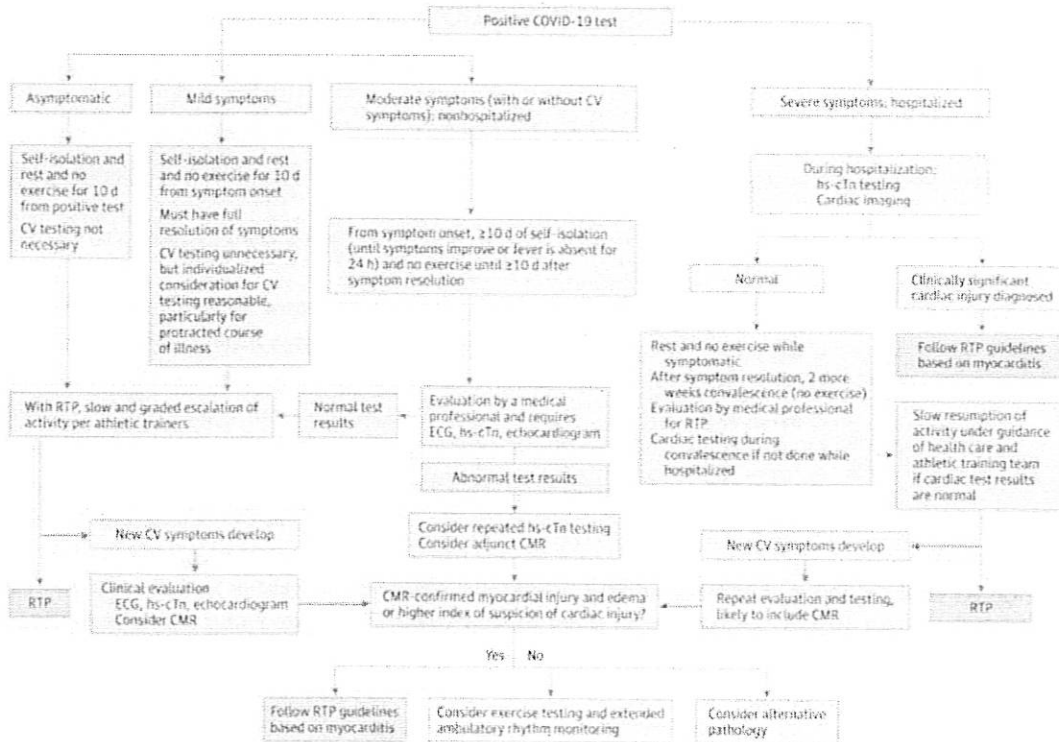 Positive COVID-19 test
Asymptomatic
Mild symptoms
Moderate symptoms (with or without CV
symptoms); nonhospitalized
Severe symptoms; hospitalized
Self-isolation and
rest and no
exercise for 10 d
from positive test
CV testing not
necessary
Self-isolation and rest
and no exercise for 10 d
from symptom onset
Must have full
resolution of symptoms
CV testing unnecessary,
but individualized
consideration for CV
testing reasonable,
particularly for
protracted course
of illness
From symptom onset, ≥10 d of self-isolation
(until symptoms improve or fever is absent for
24 h) and no exercise until ≥10 d after
symptom resolution
During hospitalization:
hs-cTn testing
Cardiac imaging
Normal
Clinically significant
cardiac injury diagnosed
Rest and no exercise while
symptomatic
After symptom resolution, 2 more
weeks convalescence (no exercise)
Evaluation by medical professional
for RTP
Cardiac testing during
convalescence if not done while
hospitalized
Follow RTP guidelines
based on myocarditis
With RTP, slow and graded escalation of
activity per athletic trainers
Normal test
results
Evaluation by a medical
professional and requires
ECG, hs-cTn, echocardiogram
Slow resumption of
activity under guidance
of health care and
athletic training team
if cardiac test results
are normal
Abnormal test results
New CV symptoms develop
Consider repeated hs-cTn testing
Consider adjunct CMR
New CV symptoms develop
RTP
Clinical evaluation
ECG, hs-cTn, echocardiogram
Consider CMR
CMR-confirmed myocardial injury and edema
or higher index of suspicion of cardiac injury?
Repeat evaluation and testing,
likely to include CMR
RTP
Yes No
Follow RTP guidelines
based on myocarditis
Consider exercise testing and extended
ambulatory rhythm monitoring
Consider alternative
pathology